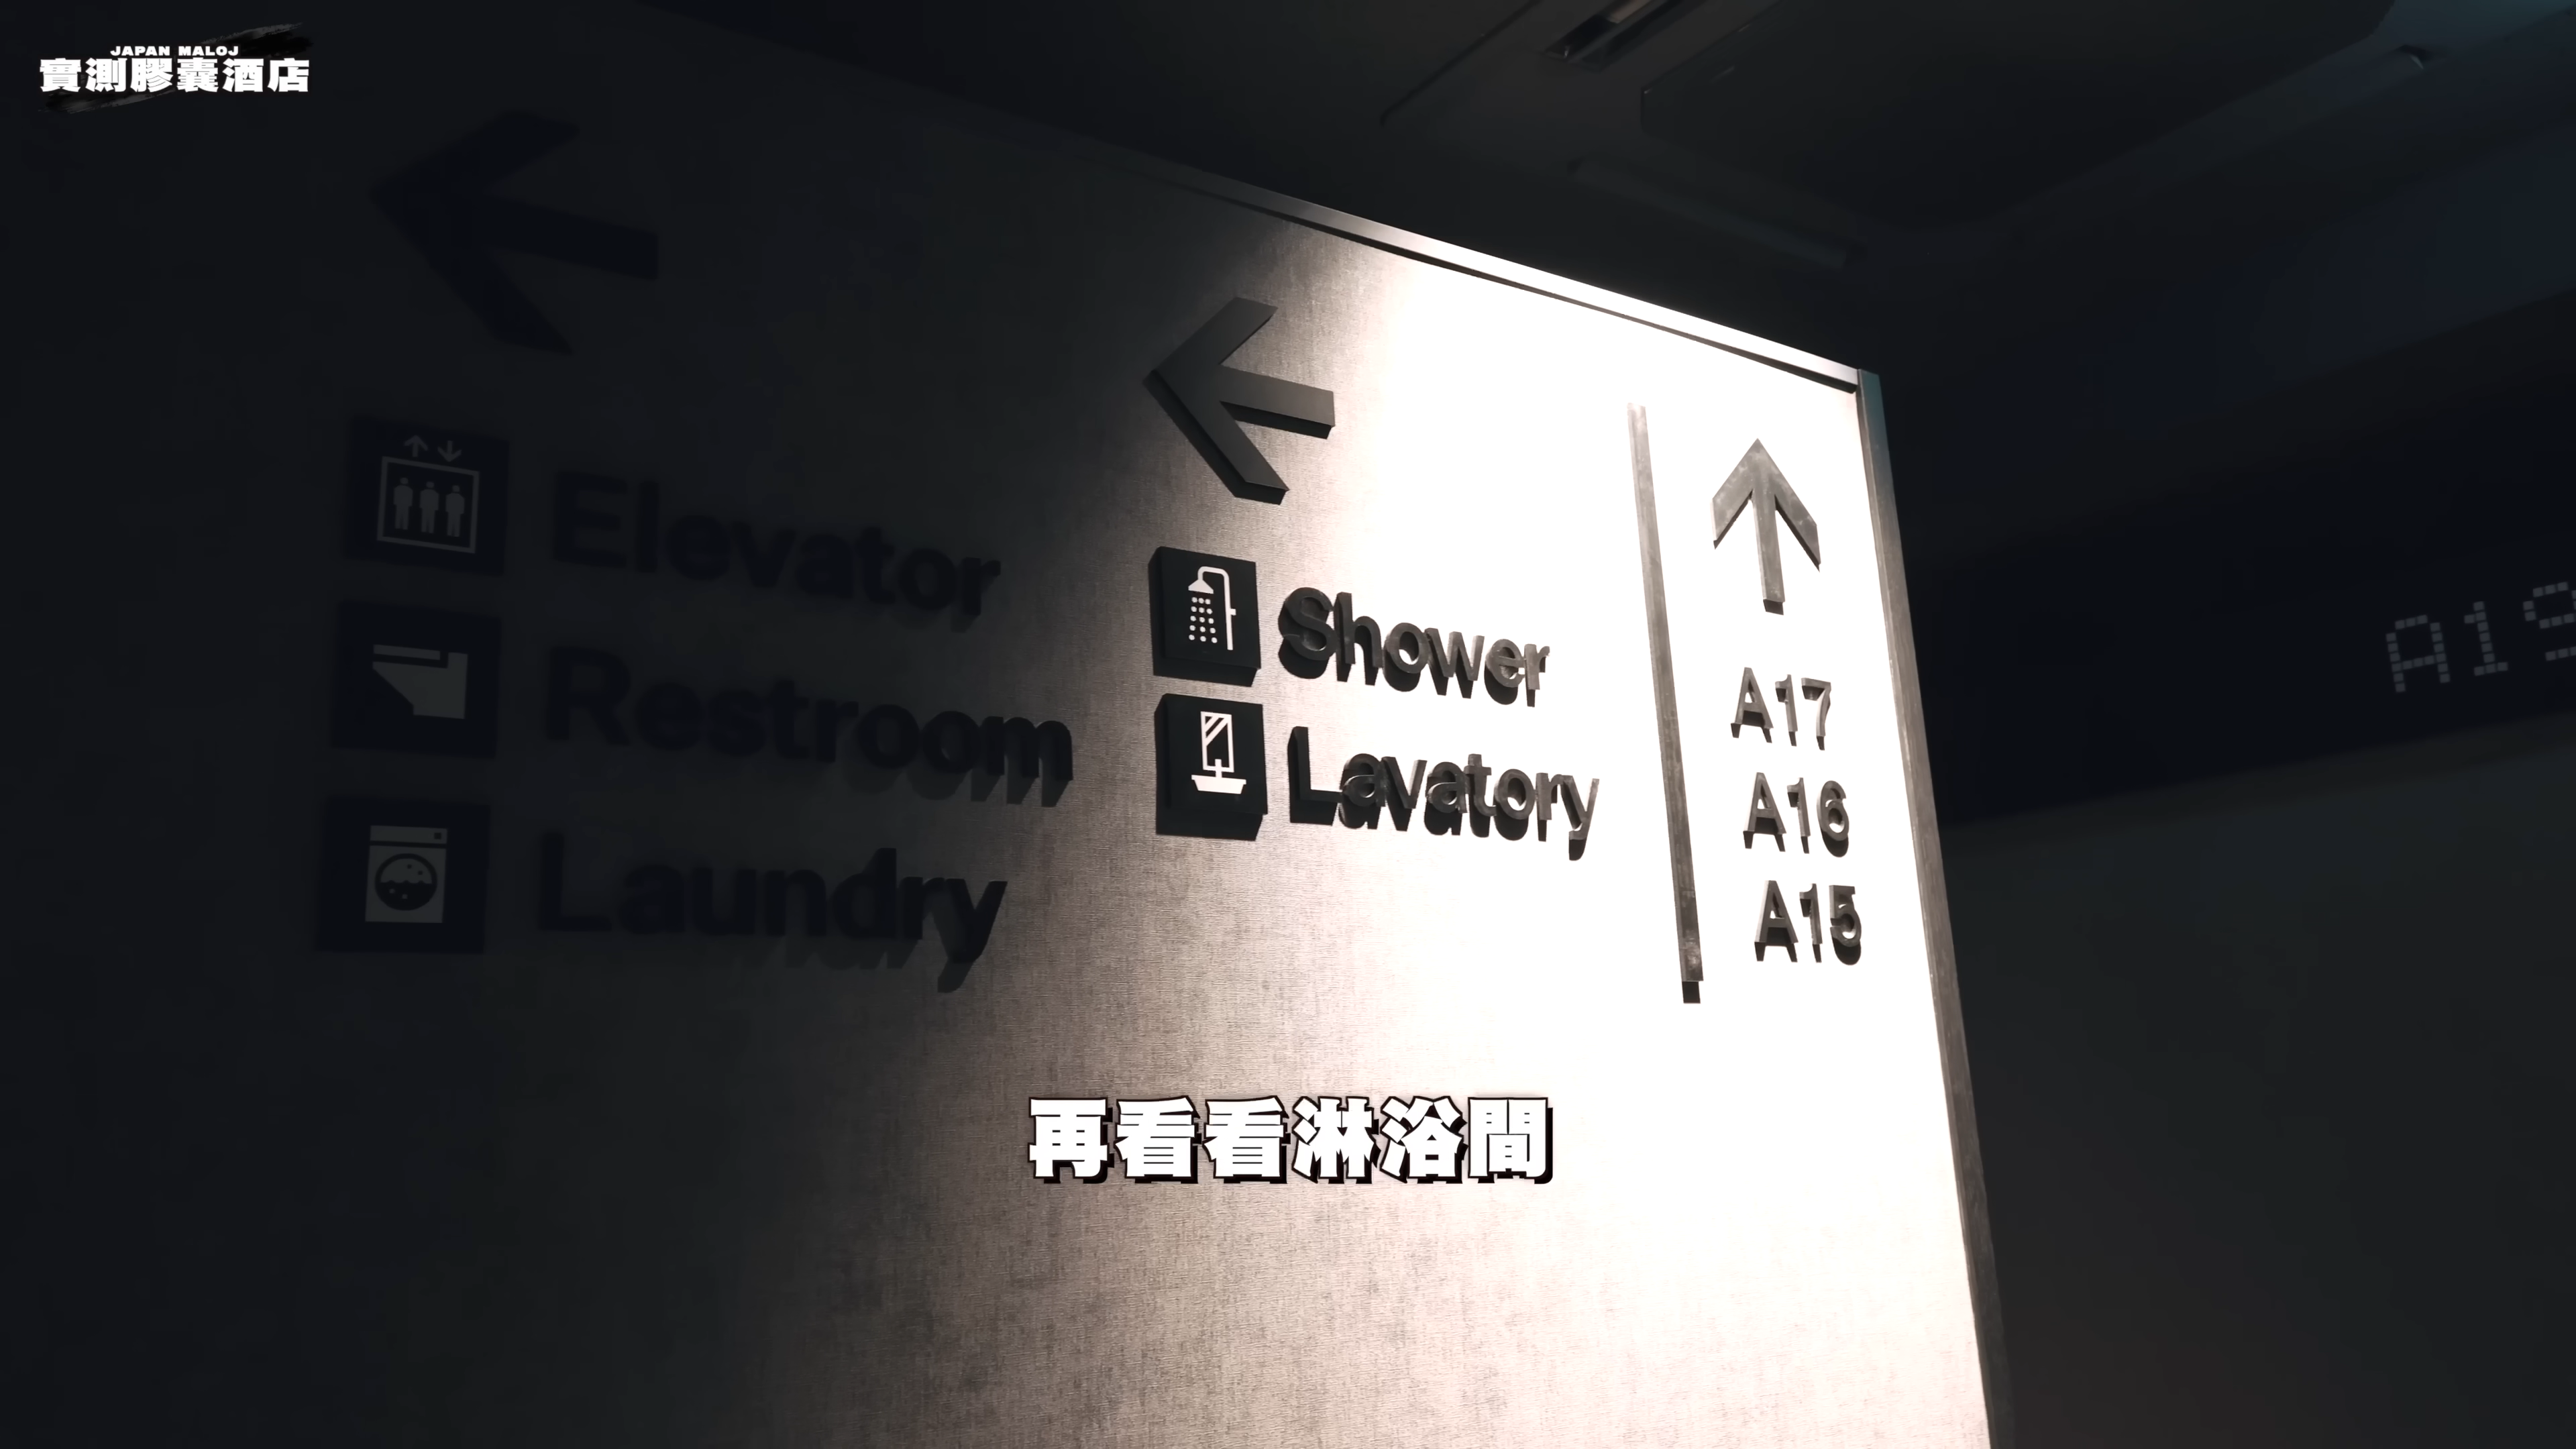 JAPAN MALOJ
實測膠囊酒店
Elevator
Restroom
Laundry
Shower
Lavatory
A17
A16
A15
A19
再看看淋浴間